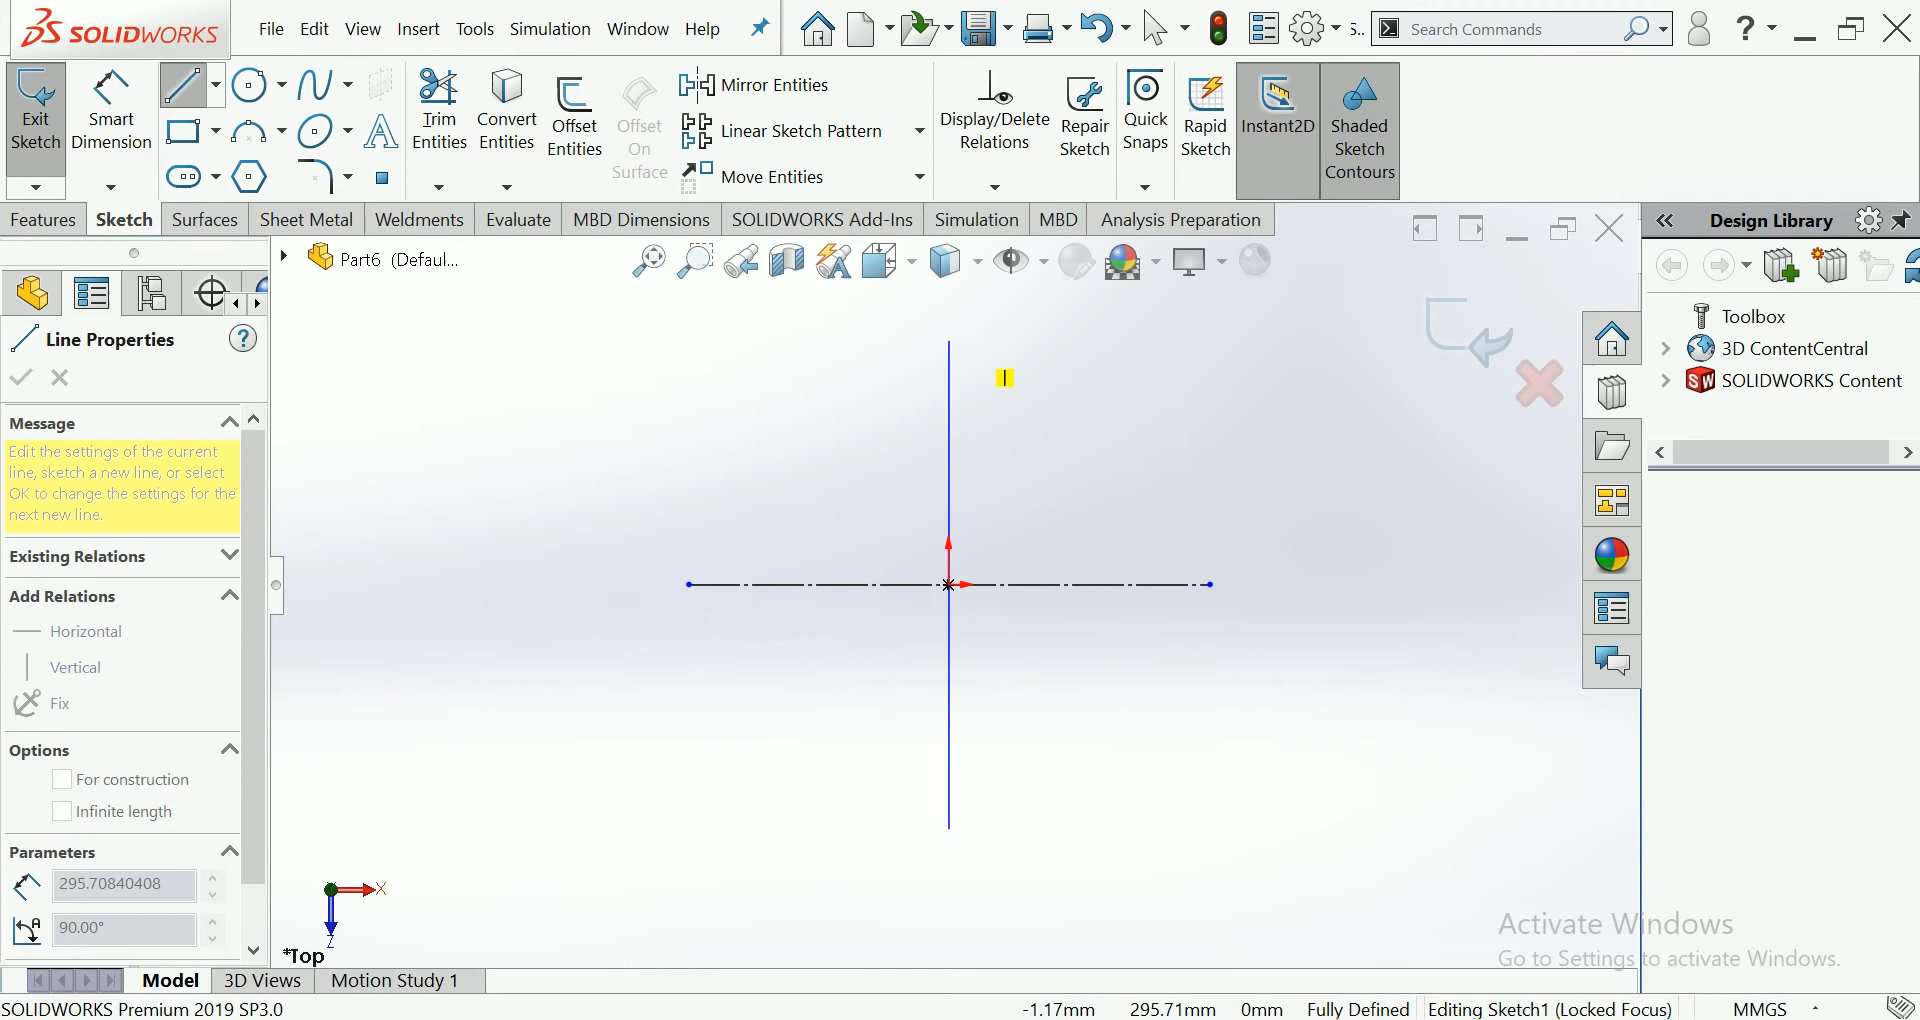 SOLIDWORKS
File Edit View Insert Tools Simulation Window Help
S.. Search Commands ?
Exit Sketch
Smart Dimension
Trim Entities
Convert Entities
Offset Entities
Offset On Surface
Mirror Entities
Linear Sketch Pattern
Move Entities
Display/Delete Relations
Repair Sketch
Quick Snaps
Rapid Sketch
Instant2D
Shaded Sketch Contours
Features Sketch Surfaces Sheet Metal Weldments Evaluate MBD Dimensions SOLIDWORKS Add-Ins Simulation MBD Analysis Preparation
Design Library
Part6 (Defaul...
Toolbox
3D ContentCentral
SOLIDWORKS Content
Line Properties ?
Message
Edit the settings of the current
line, sketch a new line, or select
OK to change the settings for the
next new line.
Existing Relations
Add Relations
Horizontal
Vertical
Fix
Options
For construction
Infinite length
Parameters
295.70840408
90.00°
X
Z
*Top
Activate Windows
Go to Settings to activate Windows.
Model 3D Views Motion Study 1
SOLIDWORKS Premium 2019 SP3.0 -1.17mm 295.71mm 0mm Fully Defined Editing Sketch1 (Locked Focus) MMGS